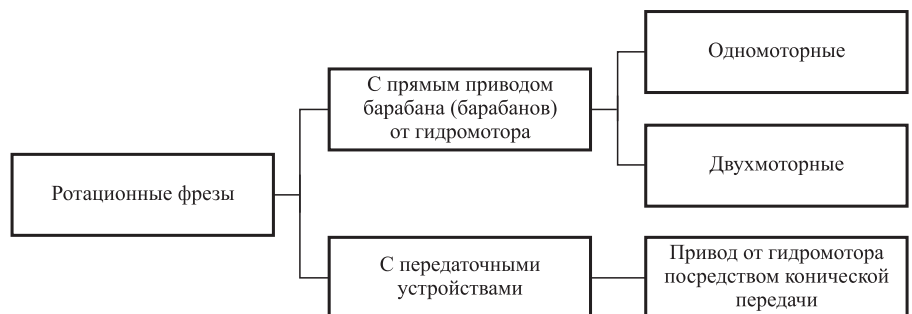 Ротационные фрезы
С прямым приводом
барабана (барабанов)
от гидромотора
Одномоторные
Двухмоторные
С передаточными
устройствами
Привод от гидромотора
посредством конической
передачи